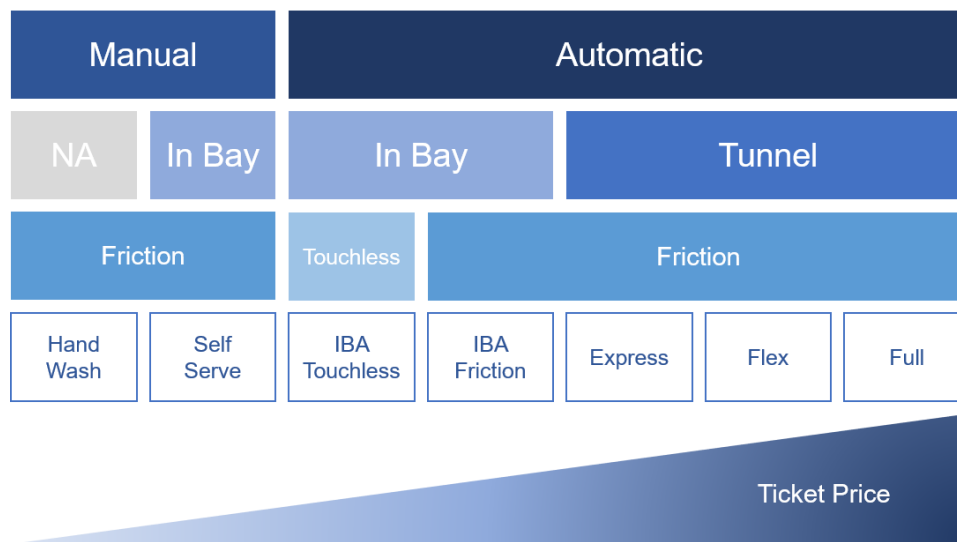 Manual
Automatic
NA
In Bay
In Bay
Tunnel
Friction
Touchless
Friction
Hand
Wash
Self
Serve
IBA
Touchless
IBA
Friction
Express
Flex
Full
Ticket Price